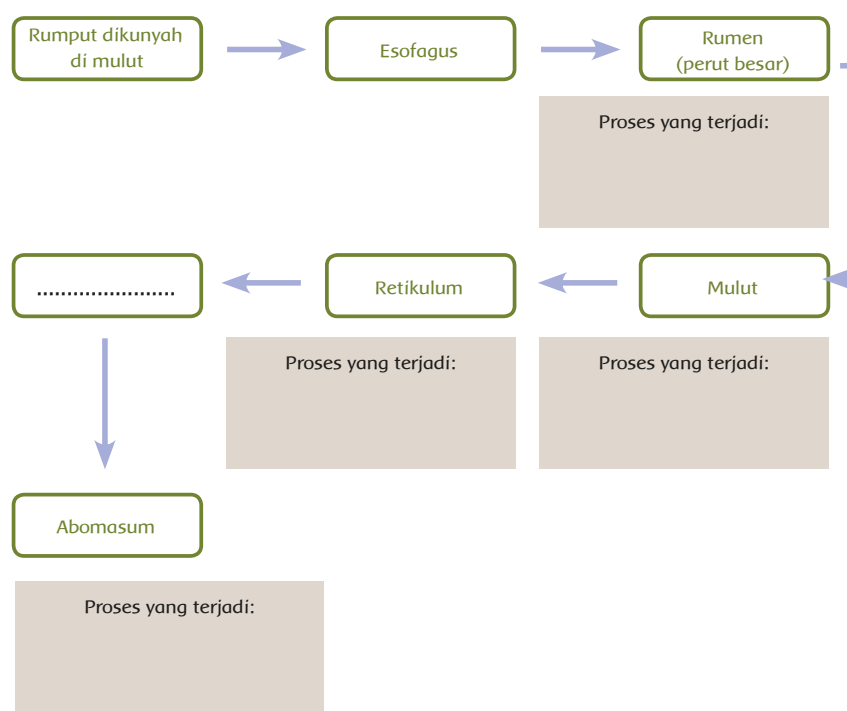 Rumput dikunyah
di mulut
Esofagus
Rumen
(perut besar)
Proses yang terjadi:
.......................
Retikulum
Mulut
Proses yang terjadi:
Proses yang terjadi:
Abomasum
Proses yang terjadi: